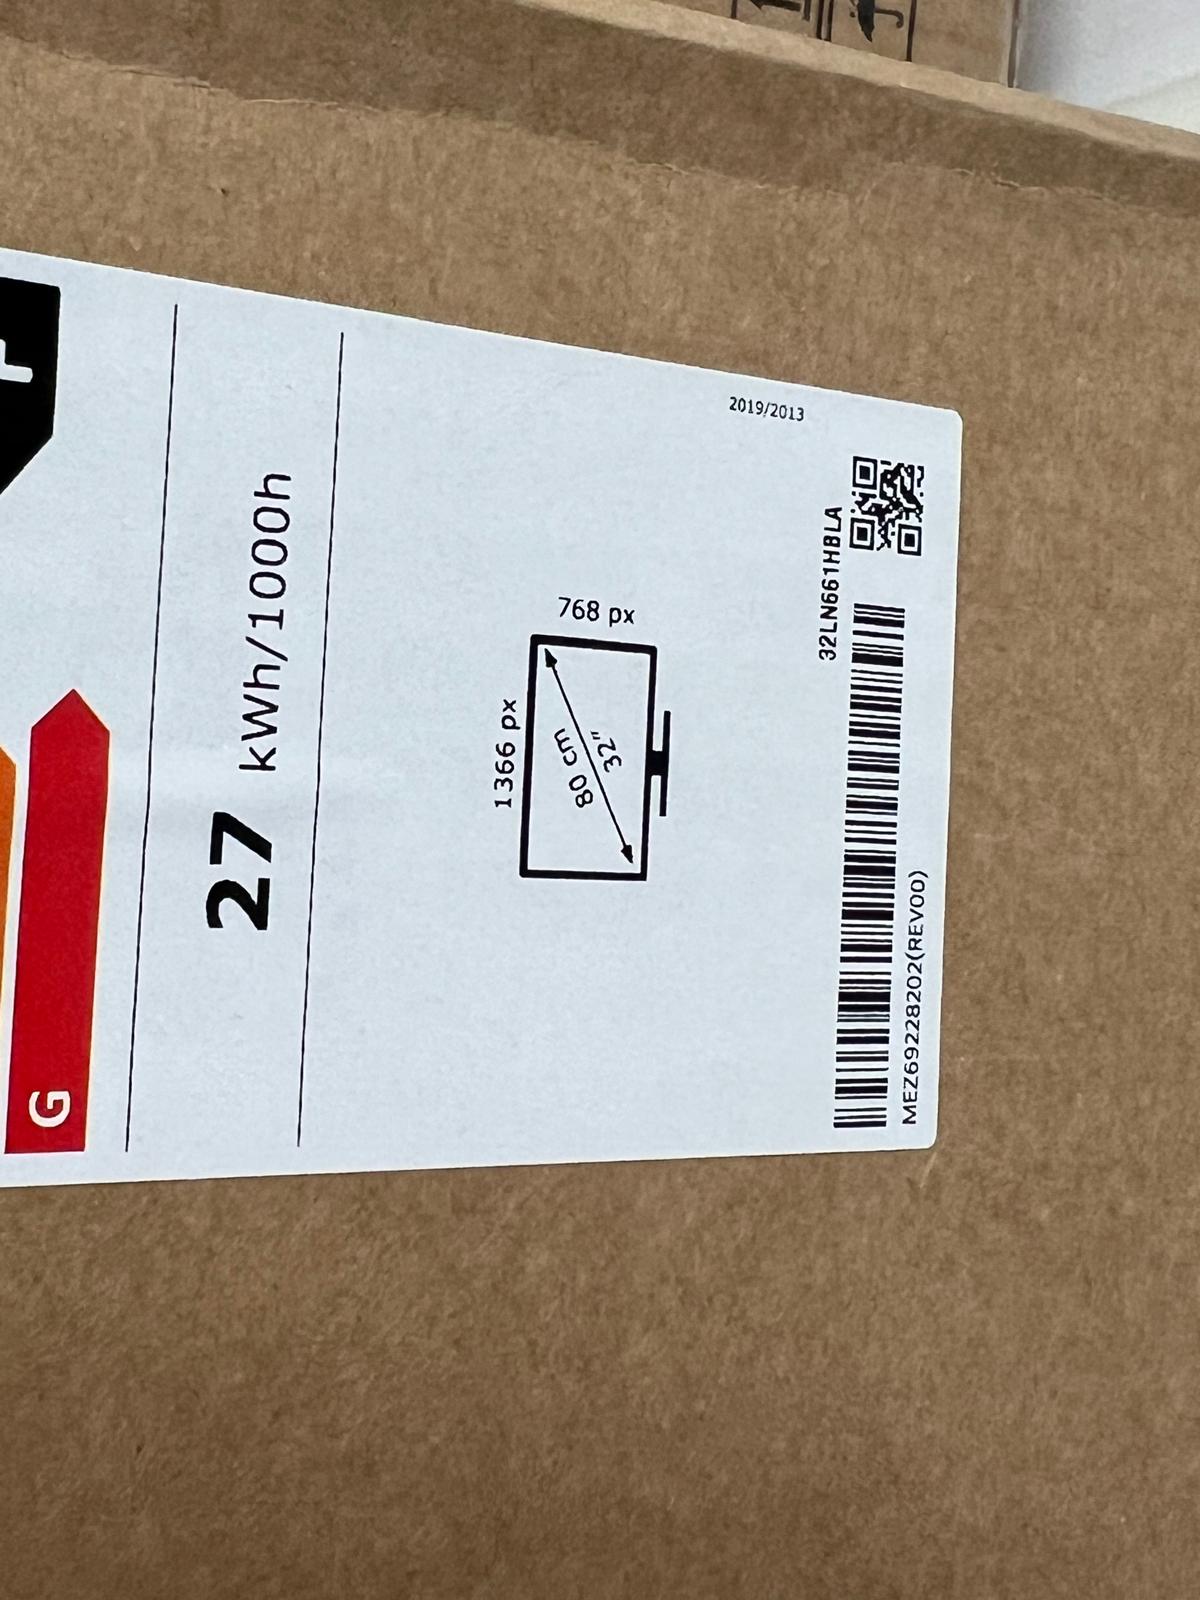 F
G
27 kWh/1000h
1366 px
768 px
80 cm
32"
2019/2013
32LN661HBLA
MEZ69228202(REV00)